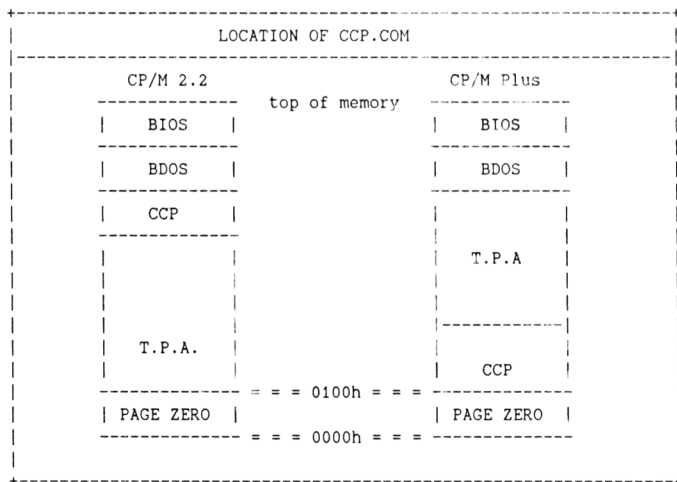 LOCATION OF CCP.COM
CP/M 2.2 CP/M Plus
top of memory
BIOS BIOS
BDOS BDOS
CCP
T.P.A
T.P.A.
CCP
= = = 0100h = = =
PAGE ZERO PAGE ZERO
= = = 0000h = = =